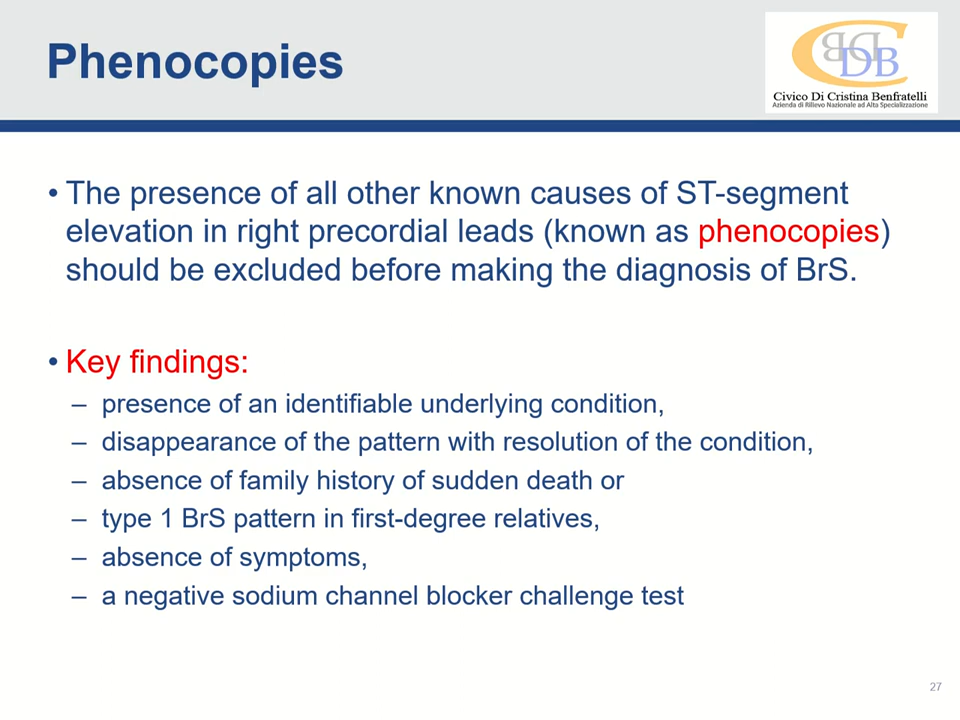 Phenocopies
Civico Di Cristina Benfratelli
Azienda di Rilievo Nazionale ad Alta Specializzazione
• The presence of all other known causes of ST-segment
elevation in right precordial leads (known as phenocopies)
should be excluded before making the diagnosis of BrS.
• Key findings:
– presence of an identifiable underlying condition,
– disappearance of the pattern with resolution of the condition,
– absence of family history of sudden death or
– type 1 BrS pattern in first-degree relatives,
– absence of symptoms,
– a negative sodium channel blocker challenge test
27